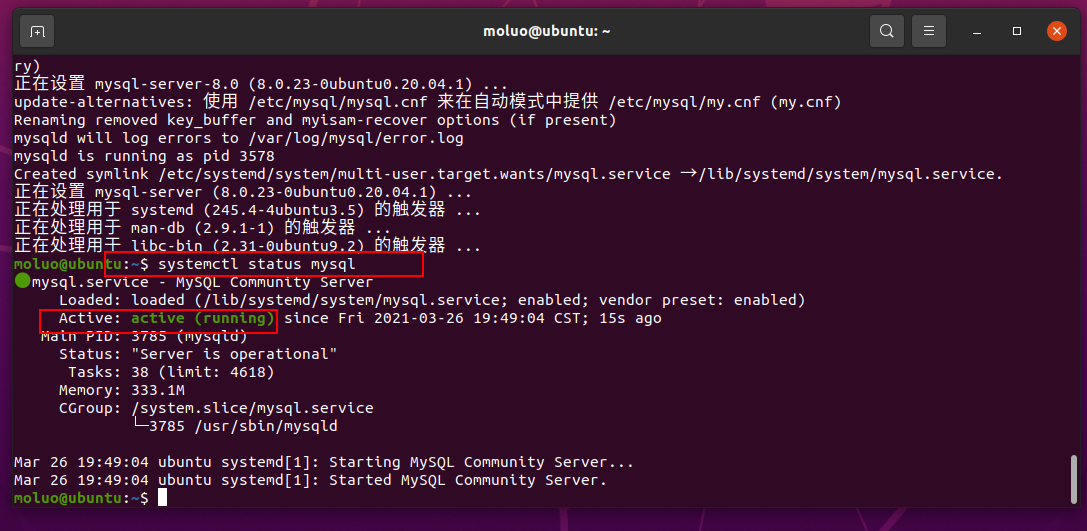 moluo@ubuntu: ~
ry)
正在设置 mysql-server-8.0 (8.0.23-0ubuntu0.20.04.1) ...
update-alternatives: 使用 /etc/mysql/mysql.cnf 来在自动模式中提供 /etc/mysql/my.cnf (my.cnf)
Renaming removed key_buffer and myisam-recover options (if present)
mysqld will log errors to /var/log/mysql/error.log
mysqld is running as pid 3578
Created symlink /etc/systemd/system/multi-user.target.wants/mysql.service → /lib/systemd/system/mysql.service.
正在设置 mysql-server (8.0.23-0ubuntu0.20.04.1) ...
正在处理用于 systemd (245.4-4ubuntu3.5) 的触发器 ...
正在处理用于 man-db (2.9.1-1) 的触发器 ...
正在处理用于 libc-bin (2.31-0ubuntu9.2) 的触发器 ...
moluo@ubuntu:~$ systemctl status mysql
● mysql.service - MySQL Community Server
     Loaded: loaded (/lib/systemd/system/mysql.service; enabled; vendor preset: enabled)
     Active: active (running) since Fri 2021-03-26 19:49:04 CST; 15s ago
   Main PID: 3785 (mysqld)
     Status: "Server is operational"
      Tasks: 38 (limit: 4618)
     Memory: 333.1M
     CGroup: /system.slice/mysql.service
             └─3785 /usr/sbin/mysqld
Mar 26 19:49:04 ubuntu systemd[1]: Starting MySQL Community Server...
Mar 26 19:49:04 ubuntu systemd[1]: Started MySQL Community Server.
moluo@ubuntu:~$